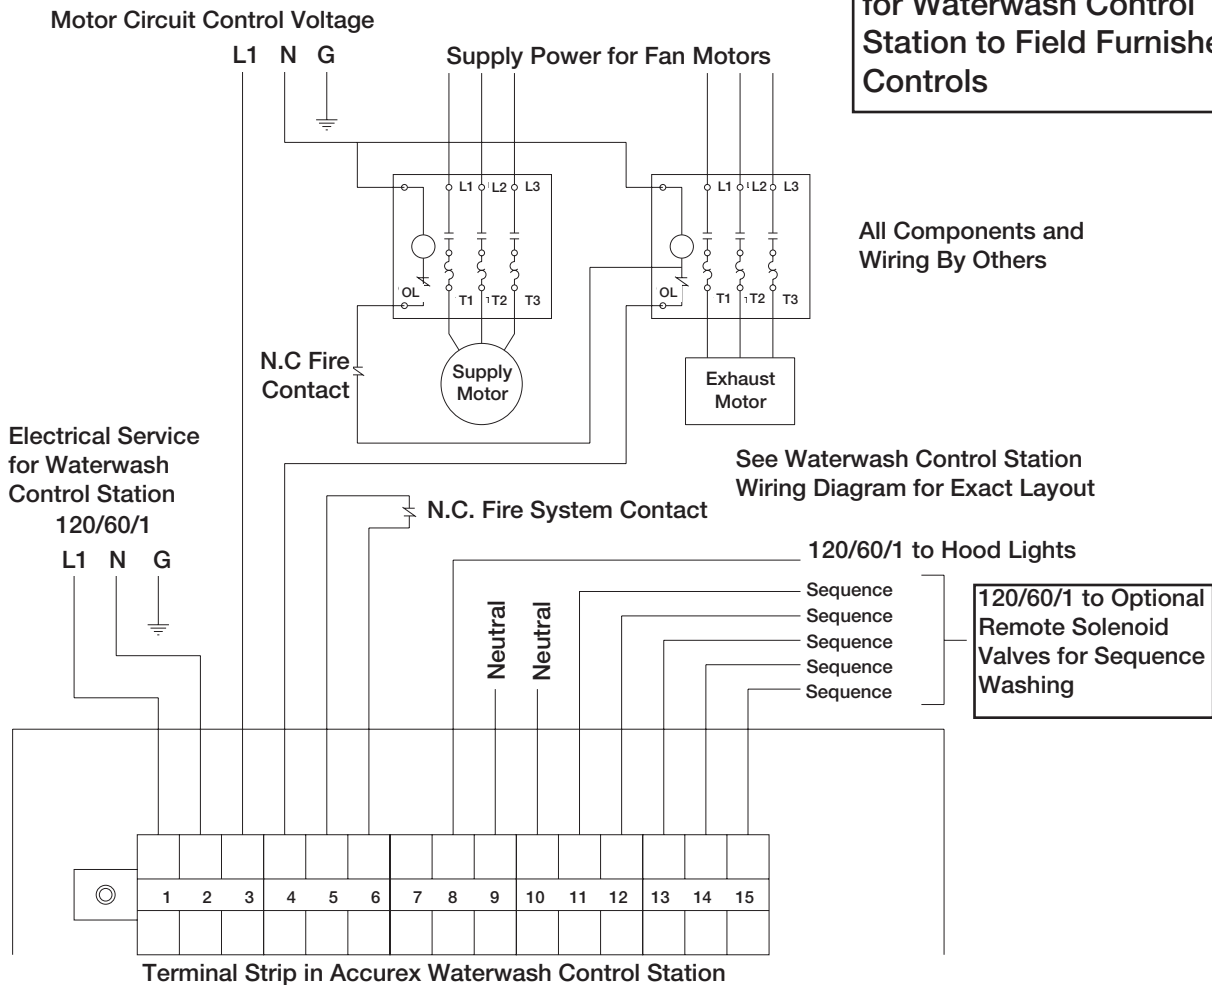 for Waterwash Control
Station to Field Furnishe
Controls
Motor Circuit Control Voltage
L1 N G
Supply Power for Fan Motors
L1 L2 L3
OL
T1 T2 T3
L1 L2 L3
OL
T1 T2 T3
All Components and
Wiring By Others
N.C Fire
Contact
Supply
Motor
Exhaust
Motor
Electrical Service
for Waterwash
Control Station
120/60/1
L1 N G
See Waterwash Control Station
Wiring Diagram for Exact Layout
N.C. Fire System Contact
120/60/1 to Hood Lights
Neutral
Neutral
Sequence
Sequence
Sequence
Sequence
Sequence
120/60/1 to Optional
Remote Solenoid
Valves for Sequence
Washing
1 2 3 4 5 6 7 8 9 10 11 12 13 14 15
Terminal Strip in Accurex Waterwash Control Station